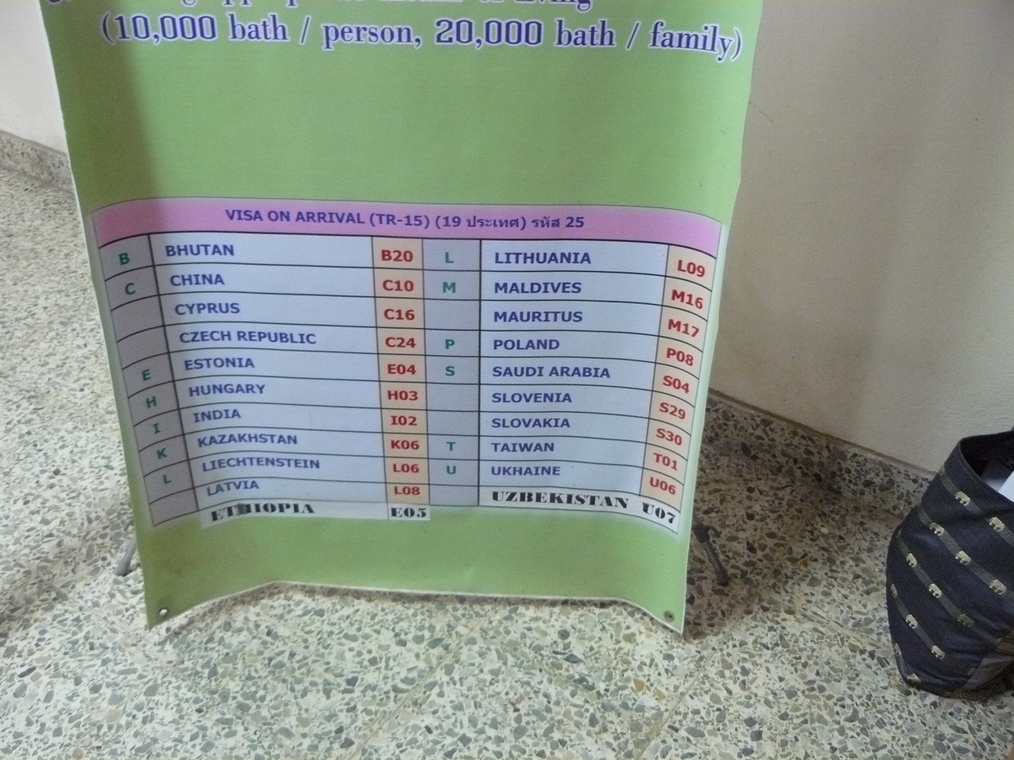 (10,000 bath / person, 20,000 bath / family)
VISA ON ARRIVAL (TR-15) (19 ประเทศ) รหัส 25
B BHUTAN B20 L LITHUANIA L09
C CHINA C10 M MALDIVES M16
CYPRUS C16 MAURITUS M17
CZECH REPUBLIC C24 P POLAND P08
E ESTONIA E04 S SAUDI ARABIA S04
H HUNGARY H03 SLOVENIA S29
I INDIA I02 SLOVAKIA S30
K KAZAKHSTAN K06 T TAIWAN T01
L LIECHTENSTEIN L06 U UKHAINE U06
LATVIA L08 UZBEKISTAN U07
ETHIOPIA E05